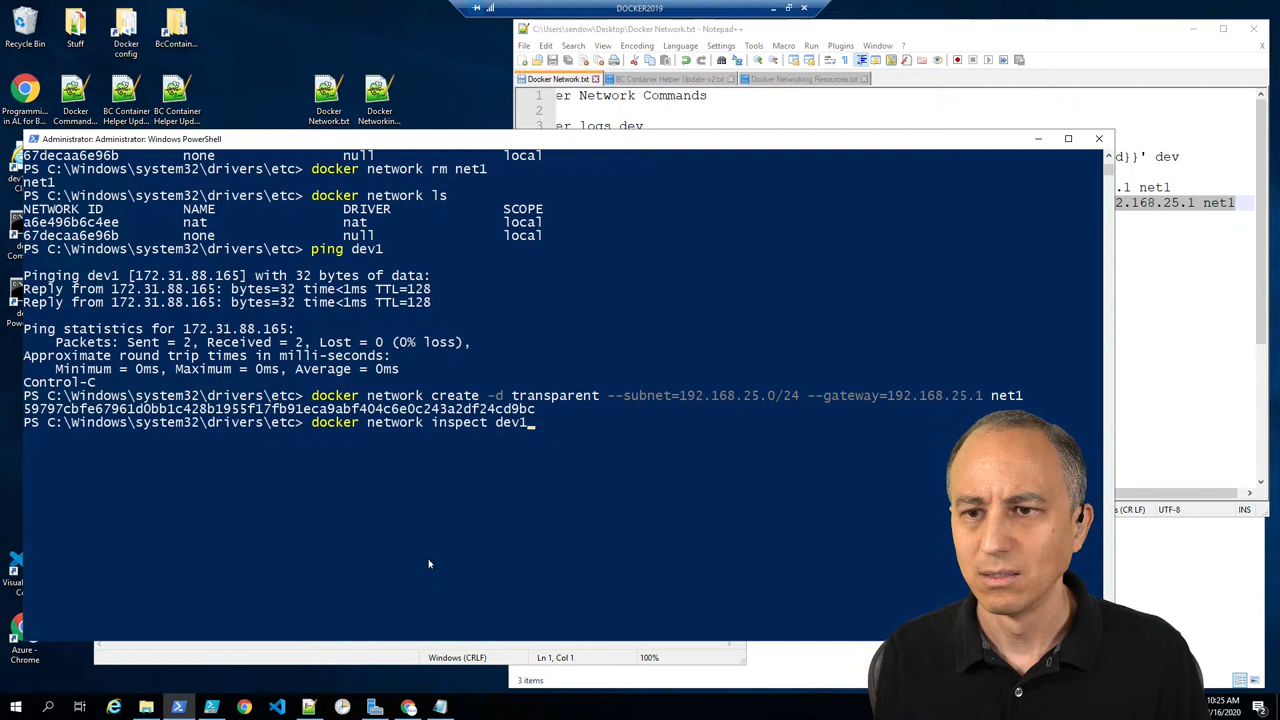 DOCKER2019
Recycle Bin
Stuff
Docker config
BcContain...
C:\Users\sendow\Desktop\Docker Network.txt - Notepad++
File Edit Search View Encoding Language Settings Tools Macro Run Plugins Window ?
X
Docker Network.txt
BC Container Helper Update v2.txt
Docker Networking Resources.txt
Programm... in AL for B...
Docker Comman...
BC Container Helper Up...
BC Container Helper Up...
Docker Network.txt
Docker Networkin...
1 er Network Commands
2
3 er logs dev
d}}' dev
.1 net1
2.168.25.1 net1
Administrator: Administrator: Windows PowerShell
67decaa6e96b none null local
PS C:\Windows\system32\drivers\etc> docker network rm net1
net1
PS C:\Windows\system32\drivers\etc> docker network ls
NETWORK ID NAME DRIVER SCOPE
a6e496b6c4ee nat nat local
67decaa6e96b none null local
PS C:\Windows\system32\drivers\etc> ping dev1
Pinging dev1 [172.31.88.165] with 32 bytes of data:
Reply from 172.31.88.165: bytes=32 time<1ms TTL=128
Reply from 172.31.88.165: bytes=32 time<1ms TTL=128
Ping statistics for 172.31.88.165:
Packets: Sent = 2, Received = 2, Lost = 0 (0% loss),
Approximate round trip times in milli-seconds:
Minimum = 0ms, Maximum = 0ms, Average = 0ms
Control-C
PS C:\Windows\system32\drivers\etc> docker network create -d transparent --subnet=192.168.25.0/24 --gateway=192.168.25.1 net1
59797cbfe67961d0bb1c428b1955f17fb91eca9abf404c6e0c243a2df24cd9bc
PS C:\Windows\system32\drivers\etc> docker network inspect dev1_
s (CR LF) UTF-8 INS
Azure - Chrome
Windows (CRLF) Ln 1, Col 1 100%
3 items
10:25 AM
/16/2020
2